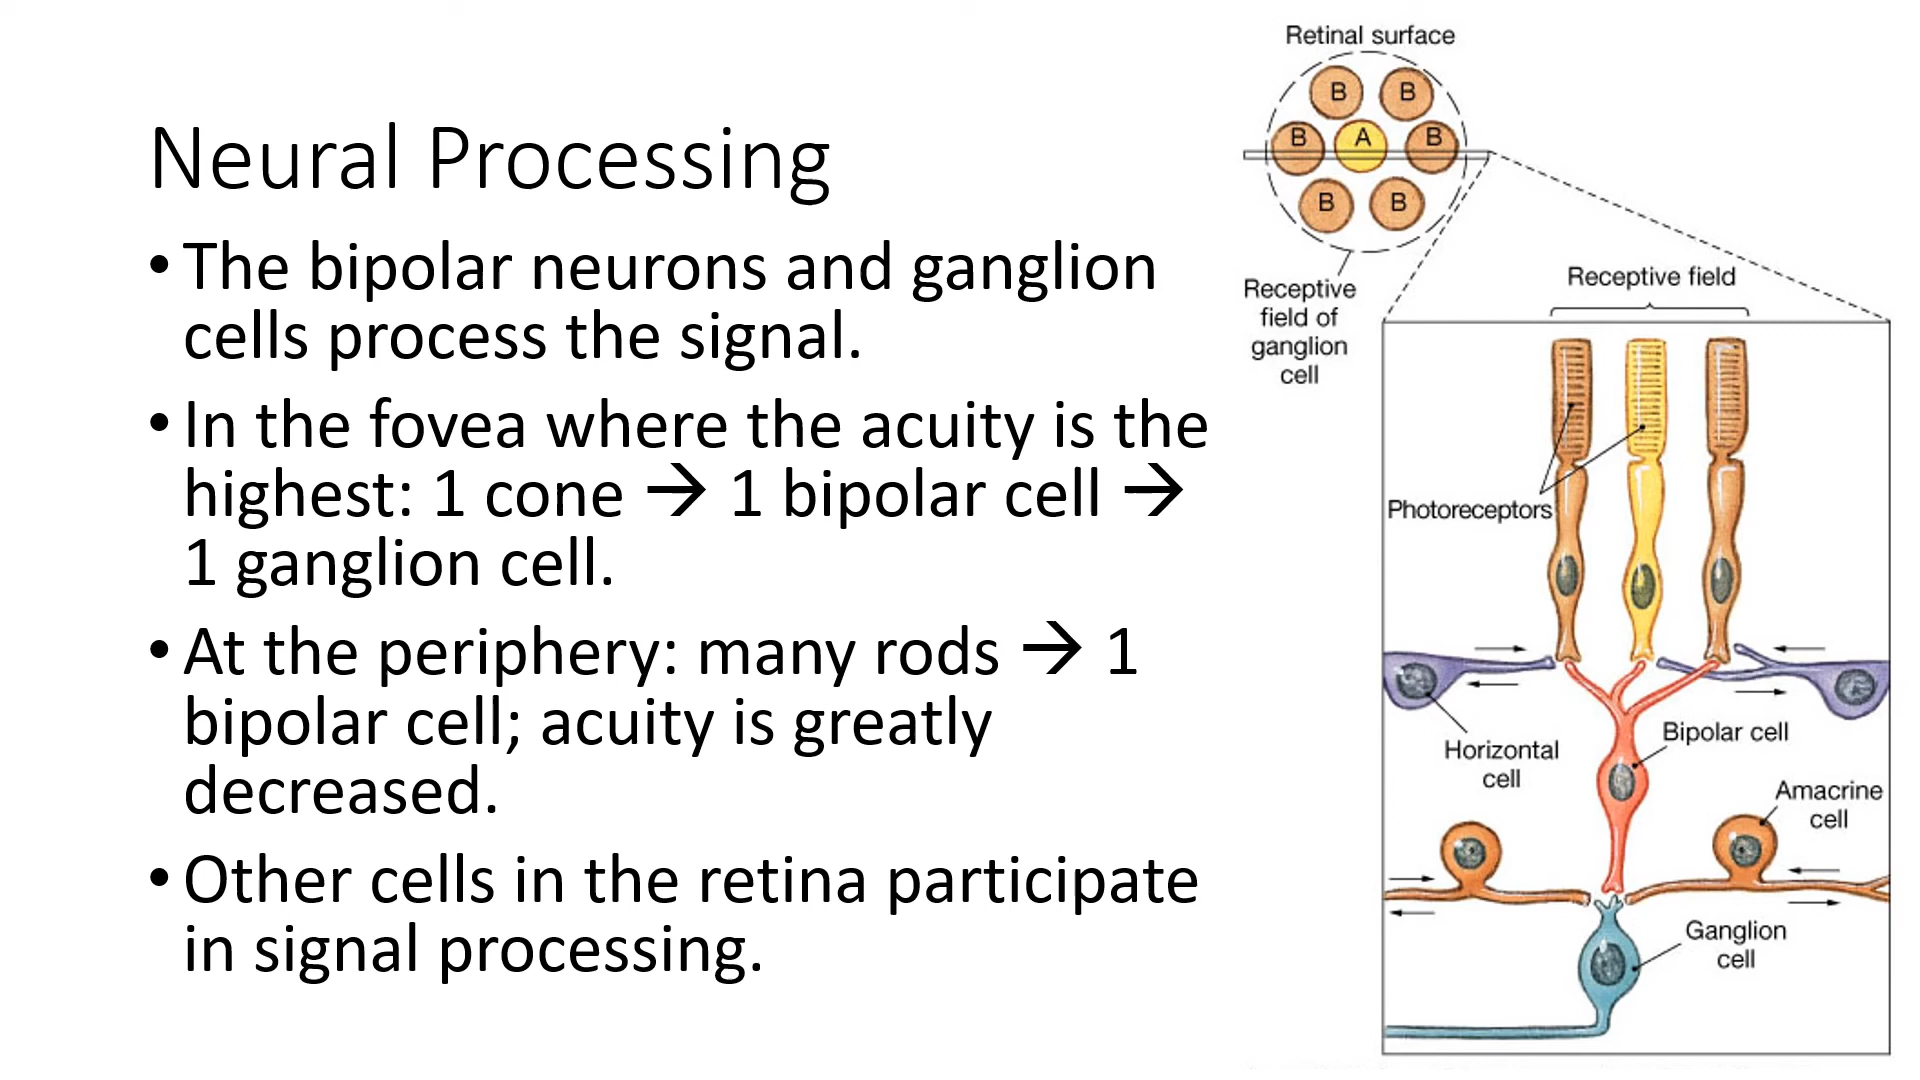 Neural Processing
• The bipolar neurons and ganglion
cells process the signal.
• In the fovea where the acuity is the
highest: 1 cone → 1 bipolar cell →
1 ganglion cell.
• At the periphery: many rods → 1
bipolar cell; acuity is greatly
decreased.
• Other cells in the retina participate
in signal processing.
Retinal surface
B B
B A B
B B
Receptive
field of
ganglion
cell
Receptive field
Photoreceptors
Horizontal
cell
Bipolar cell
Amacrine
cell
Ganglion
cell